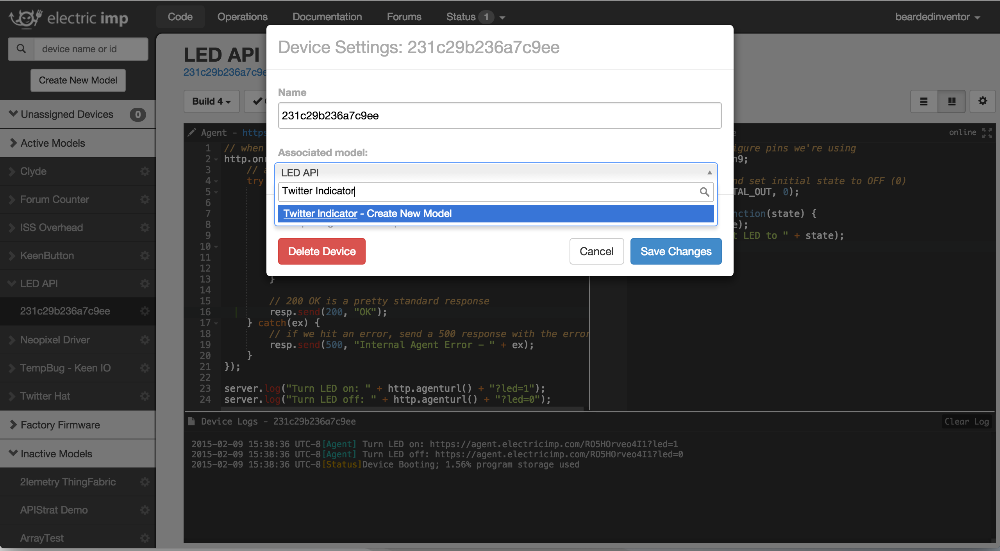 electric imp
Code
Operations
Documentation
Forums
Status 1
beardedinventor
device name or id
Create New Model
Unassigned Devices 0
Active Models
Clyde
Forum Counter
ISS Overhead
KeenButton
LED API
231c29b236a7c9ee
Neopixel Driver
TempBug - Keen IO
Twitter Hat
Factory Firmware
Inactive Models
2lemetry ThingFabric
APIStrat Demo
ArrayTest
LED API
231c29b236a7c9e
Build 4
Device Settings: 231c29b236a7c9ee
Name
231c29b236a7c9ee
Associated model:
LED API
Twitter Indicator
Twitter Indicator - Create New Model
Delete Device
Cancel
Save Changes
Agent - https
1 // when
2 http.on
3 //
4 try
5
6
7
8
9
10
11
12
13 }
14
15 // 200 OK is a pretty standard response
16 resp.send(200, "OK");
17 } catch(ex) {
18 // if we hit an error, send a 500 response with the error
19 resp.send(500, "Internal Agent Error - " + ex);
20 }
21 });
22
23 server.log("Turn LED on: " + http.agenturl() + "?led=1");
24 server.log("Turn LED off: " + http.agenturl() + "?led=0");
online
igure pins we're using
n9;
nd set initial state to OFF (0)
TAL_OUT, 0);
nction(state) {
e);
t LED to " + state);
Device Logs - 231c29b236a7c9ee
Clear Log
2015-02-09 15:38:36 UTC-8 [Agent] Turn LED on: https://agent.electricimp.com/RO5HOrveo4I1?led=1
2015-02-09 15:38:36 UTC-8 [Agent] Turn LED off: https://agent.electricimp.com/RO5HOrveo4I1?led=0
2015-02-09 15:38:36 UTC-8 [Status] Device Booting; 1.56% program storage used